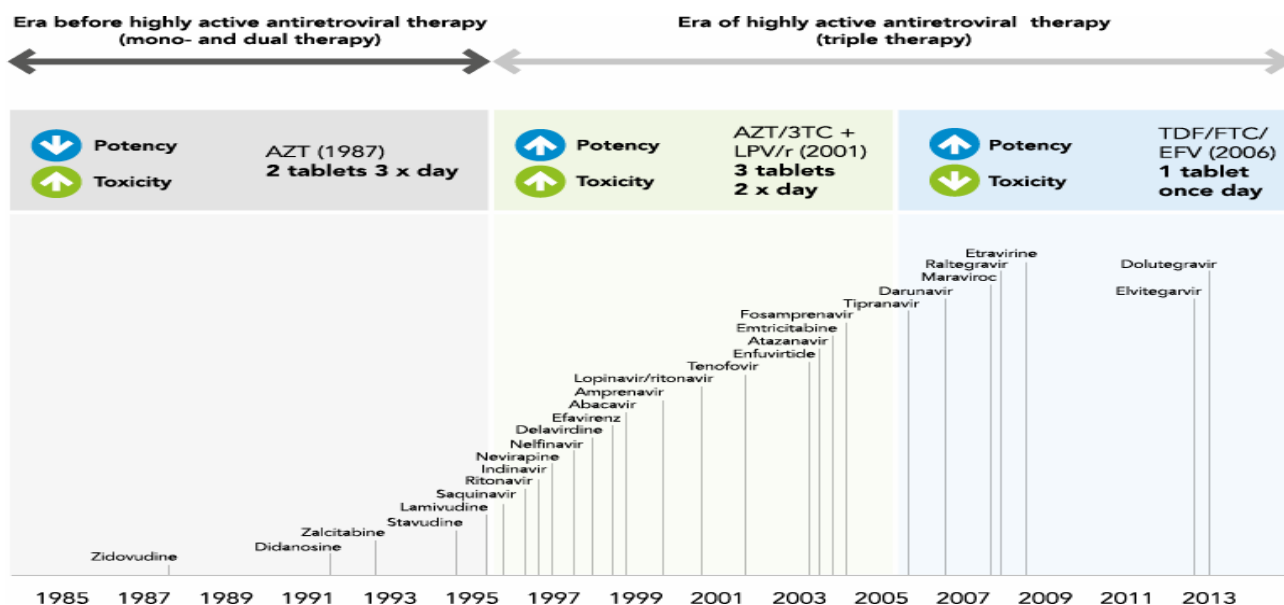 Era before highly active antiretroviral therapy
(mono- and dual therapy)
Era of highly active antiretroviral therapy
(triple therapy)
Potency
Toxicity
AZT (1987)
2 tablets 3 x day
Potency
Toxicity
AZT/3TC +
LPV/r (2001)
3 tablets
2 x day
Potency
Toxicity
TDF/FTC/
EFV (2006)
1 tablet
once day
Etravirine
Raltegravir
Dolutegravir
Maraviroc
Darunavir
Elvitegarvir
Tipranavir
Fosamprenavir
Emtricitabine
Atazanavir
Enfuvirtide
Tenofovir
Lopinavir/ritonavir
Amprenavir
Abacavir
Efavirenz
Delavirdine
Nelfinavir
Nevirapine
Indinavir
Ritonavir
Saquinavir
Lamivudine
Stavudine
Zalcitabine
Didanosine
Zidovudine
1985 1987 1989 1991 1993 1995 1997 1999 2001 2003 2005 2007 2009 2011 2013